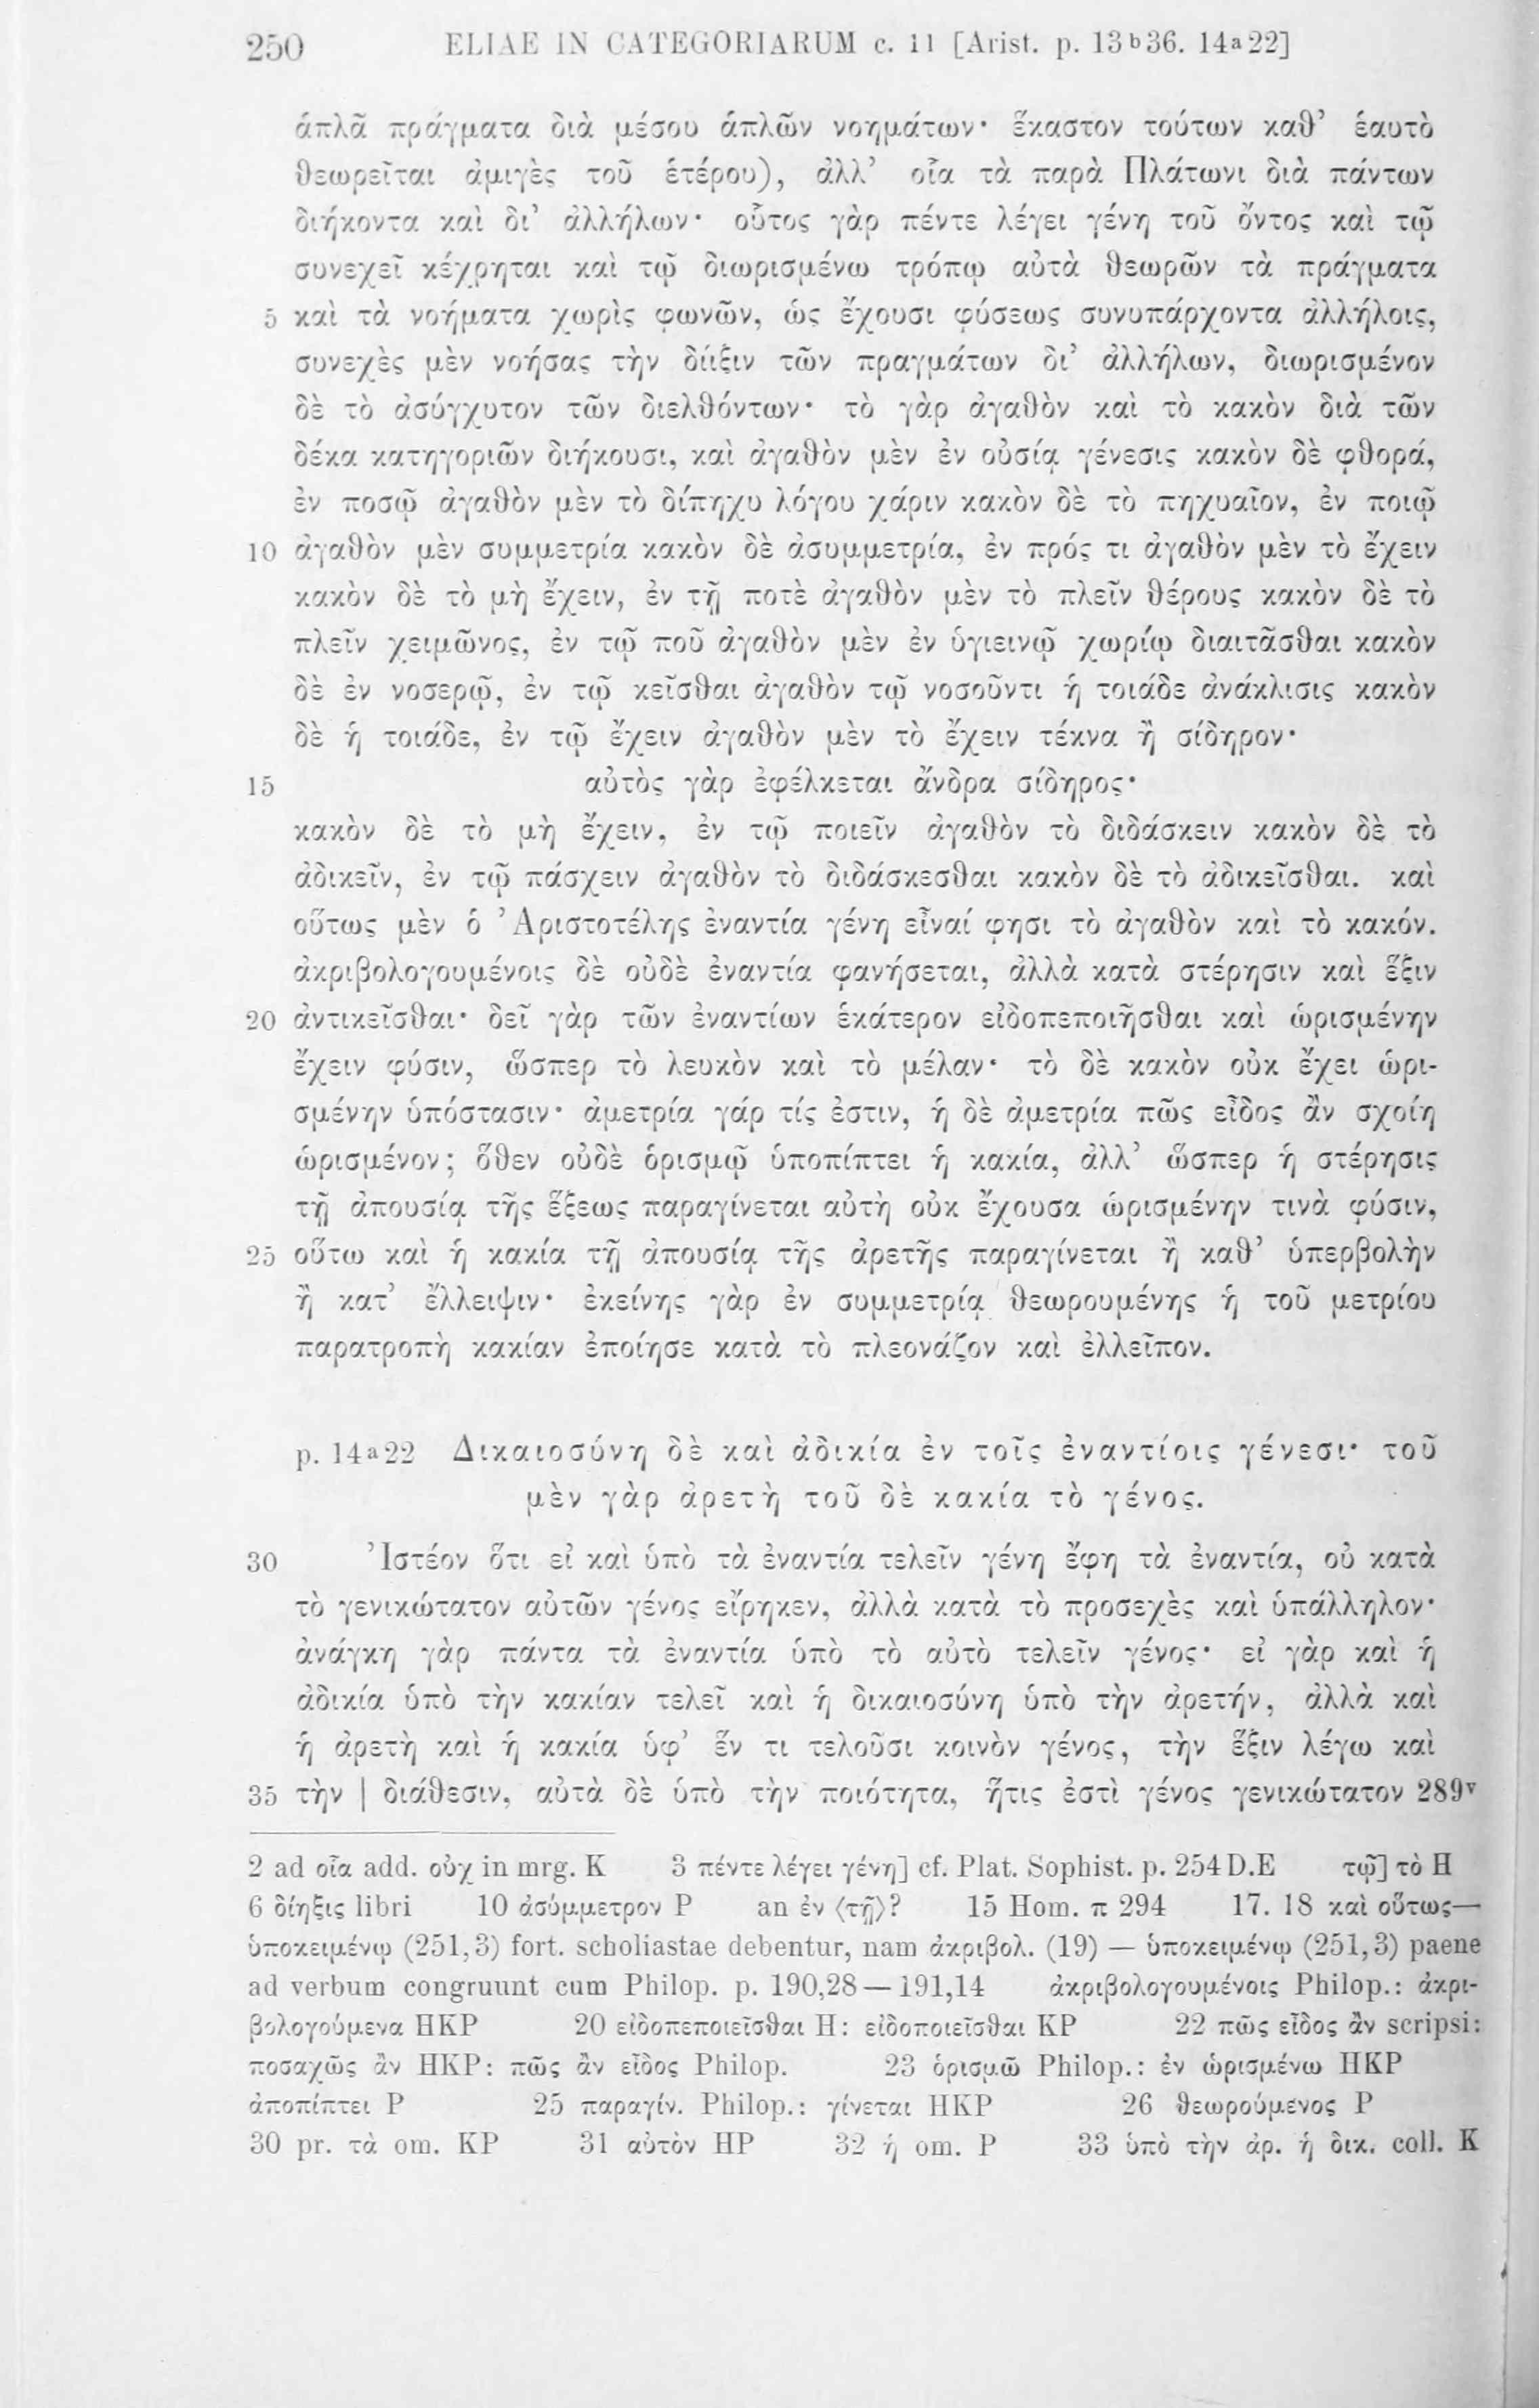 250 ELIAE IN CATEGORIARUM c. 11 [Arist. p. 13b36. 14a22]
ἁπλᾶ πράγματα διὰ μέσου ἁπλῶν νοημάτων· ἕκαστον τούτων καθ’ ἑαυτὸ
θεωρεῖται ἀμιγὲς τοῦ ἑτέρου), ἀλλ’ οἷα τὰ παρὰ Πλάτωνι διὰ πάντων
διήκοντα καὶ δι’ ἀλλήλων· οὗτος γὰρ πέντε λέγει γένη τοῦ ὄντος καὶ τῷ
συνεχεῖ κέχρηται καὶ τῷ διωρισμένω τρόπῳ αὐτὰ θεωρῶν τὰ πράγματα
5 καὶ τὰ νοήματα χωρὶς φωνῶν, ὡς ἔχουσι φύσεως συνυπάρχοντα ἀλλήλοις,
συνεχὲς μὲν νοήσας τὴν δίιξιν τῶν πραγμάτων δι’ ἀλλήλων, διωρισμένον
δὲ τὸ ἀσύγχυτον τῶν διελθόντων· τὸ γὰρ ἀγαθὸν καὶ τὸ κακὸν διὰ τῶν
δέκα κατηγοριῶν διήκουσι, καὶ ἀγαθὸν μὲν ἐν οὐσίᾳ γένεσις κακὸν δὲ φθορά,
ἐν ποσῷ ἀγαθὸν μὲν τὸ δίπηχυ λόγου χάριν κακὸν δὲ τὸ πηχυαῖον, ἐν ποιῷ
10 ἀγαθὸν μὲν συμμετρία κακὸν δὲ ἀσυμμετρία, ἐν πρός τι ἀγαθὸν μὲν τὸ ἔχειν
κακὸν δὲ τὸ μὴ ἔχειν, ἐν τῇ ποτὲ ἀγαθὸν μὲν τὸ πλεῖν θέρους κακὸν δὲ τὸ
πλεῖν χειμῶνος, ἐν τῷ ποῦ ἀγαθὸν μὲν ἐν ὑγιεινῷ χωρίῳ διαιτᾶσθαι κακὸν
δὲ ἐν νοσερῷ, ἐν τῷ κεῖσθαι ἀγαθὸν τῷ νοσοῦντι ἡ τοιάδε ἀνάκλισις κακὸν
δὲ ἡ τοιάδε, ἐν τῷ ἔχειν ἀγαθὸν μὲν τὸ ἔχειν τέκνα ἢ σίδηρον·
15 αὐτὸς γὰρ ἐφέλκεται ἄνδρα σίδηρος·
κακὸν δὲ τὸ μὴ ἔχειν, ἐν τῷ ποιεῖν ἀγαθὸν τὸ διδάσκειν κακὸν δὲ τὸ
ἀδικεῖν, ἐν τῷ πάσχειν ἀγαθὸν τὸ διδάσκεσθαι κακὸν δὲ τὸ ἀδικεῖσθαι. καὶ
οὕτως μὲν ὁ Ἀριστοτέλης ἐναντία γένη εἶναί φησι τὸ ἀγαθὸν καὶ τὸ κακόν.
ἀκριβολογουμένοις δὲ οὐδὲ ἐναντία φανήσεται, ἀλλὰ κατὰ στέρησιν καὶ ἕξιν
20 ἀντικεῖσθαι· δεῖ γὰρ τῶν ἐναντίων ἑκάτερον εἰδοπεποιῆσθαι καὶ ὡρισμένην
ἔχειν φύσιν, ὥσπερ τὸ λευκὸν καὶ τὸ μέλαν· τὸ δὲ κακὸν οὐκ ἔχει ὡρι-
σμένην ὑπόστασιν· ἀμετρία γάρ τίς ἐστιν, ἡ δὲ ἀμετρία πῶς εἶδος ἂν σχοίη
ὡρισμένον; ὅθεν οὐδὲ ὁρισμῷ ὑποπίπτει ἡ κακία, ἀλλ’ ὥσπερ ἡ στέρησις
τῇ ἀπουσίᾳ τῆς ἕξεως παραγίνεται αὐτὴ οὐκ ἔχουσα ὡρισμένην τινὰ φύσιν,
25 οὕτω καὶ ἡ κακία τῇ ἀπουσίᾳ τῆς ἀρετῆς παραγίνεται ἢ καθ’ ὑπερβολὴν
ἢ κατ’ ἔλλειψιν· ἐκείνης γὰρ ἐν συμμετρίᾳ θεωρουμένης ἡ τοῦ μετρίου
παρατροπὴ κακίαν ἐποίησε κατὰ τὸ πλεονάζον καὶ ἐλλεῖπον.
p. 14a22 Δικαιοσύνη δὲ καὶ ἀδικία ἐν τοῖς ἐναντίοις γένεσι· τοῦ
μὲν γὰρ ἀρετὴ τοῦ δὲ κακία τὸ γένος.
30 Ἰστέον ὅτι εἰ καὶ ὑπὸ τὰ ἐναντία τελεῖν γένη ἔφη τὰ ἐναντία, οὐ κατὰ
τὸ γενικώτατον αὐτῶν γένος εἴρηκεν, ἀλλὰ κατὰ τὸ προσεχὲς καὶ ὑπάλληλον·
ἀνάγκη γὰρ πάντα τὰ ἐναντία ὑπὸ τὸ αὐτὸ τελεῖν γένος· εἰ γὰρ καὶ ἡ
ἀδικία ὑπὸ τὴν κακίαν τελεῖ καὶ ἡ δικαιοσύνη ὑπὸ τὴν ἀρετήν, ἀλλὰ καὶ
ἡ ἀρετὴ καὶ ἡ κακία ὑφ’ ἕν τι τελοῦσι κοινὸν γένος, τὴν ἕξιν λέγω καὶ
35 τὴν | διάθεσιν, αὐτὰ δὲ ὑπὸ τὴν ποιότητα, ἥτις ἐστὶ γένος γενικώτατον 289v
2 ad οἷα add. οὐχ in mrg. K 3 πέντε λέγει γένη] cf. Plat. Sophist. p. 254D.E τῷ] τὸ H
6 δίηξις libri 10 ἀσύμμετρον P an ἐν ⟨τῇ⟩? 15 Hom. π 294 17. 18 καὶ οὕτως—
ὑποκειμένῳ (251,3) fort. scholiastae debentur, nam ἀκριβολ. (19) — ὑποκειμένῳ (251,3) paene
ad verbum congruunt cum Philop. p. 190,28—191,14 ἀκριβολογουμένοις Philop.: ἀκρι-
βολογούμενα HKP 20 εἰδοπεποιεῖσθαι H: εἰδοποιεῖσθαι KP 22 πῶς εἶδος ἂν scripsi:
ποσαχῶς ἂν HKP: πῶς ἂν εἶδος Philop. 23 ὁρισμῶ Philop.: ἐν ὡρισμένω HKP
ἀποπίπτει P 25 παραγίν. Philop.: γίνεται HKP 26 θεωρούμενος P
30 pr. τὰ om. KP 31 αὐτὸν HP 32 ἡ om. P 33 ὑπὸ τὴν ἀρ. ἡ δικ. coll. K